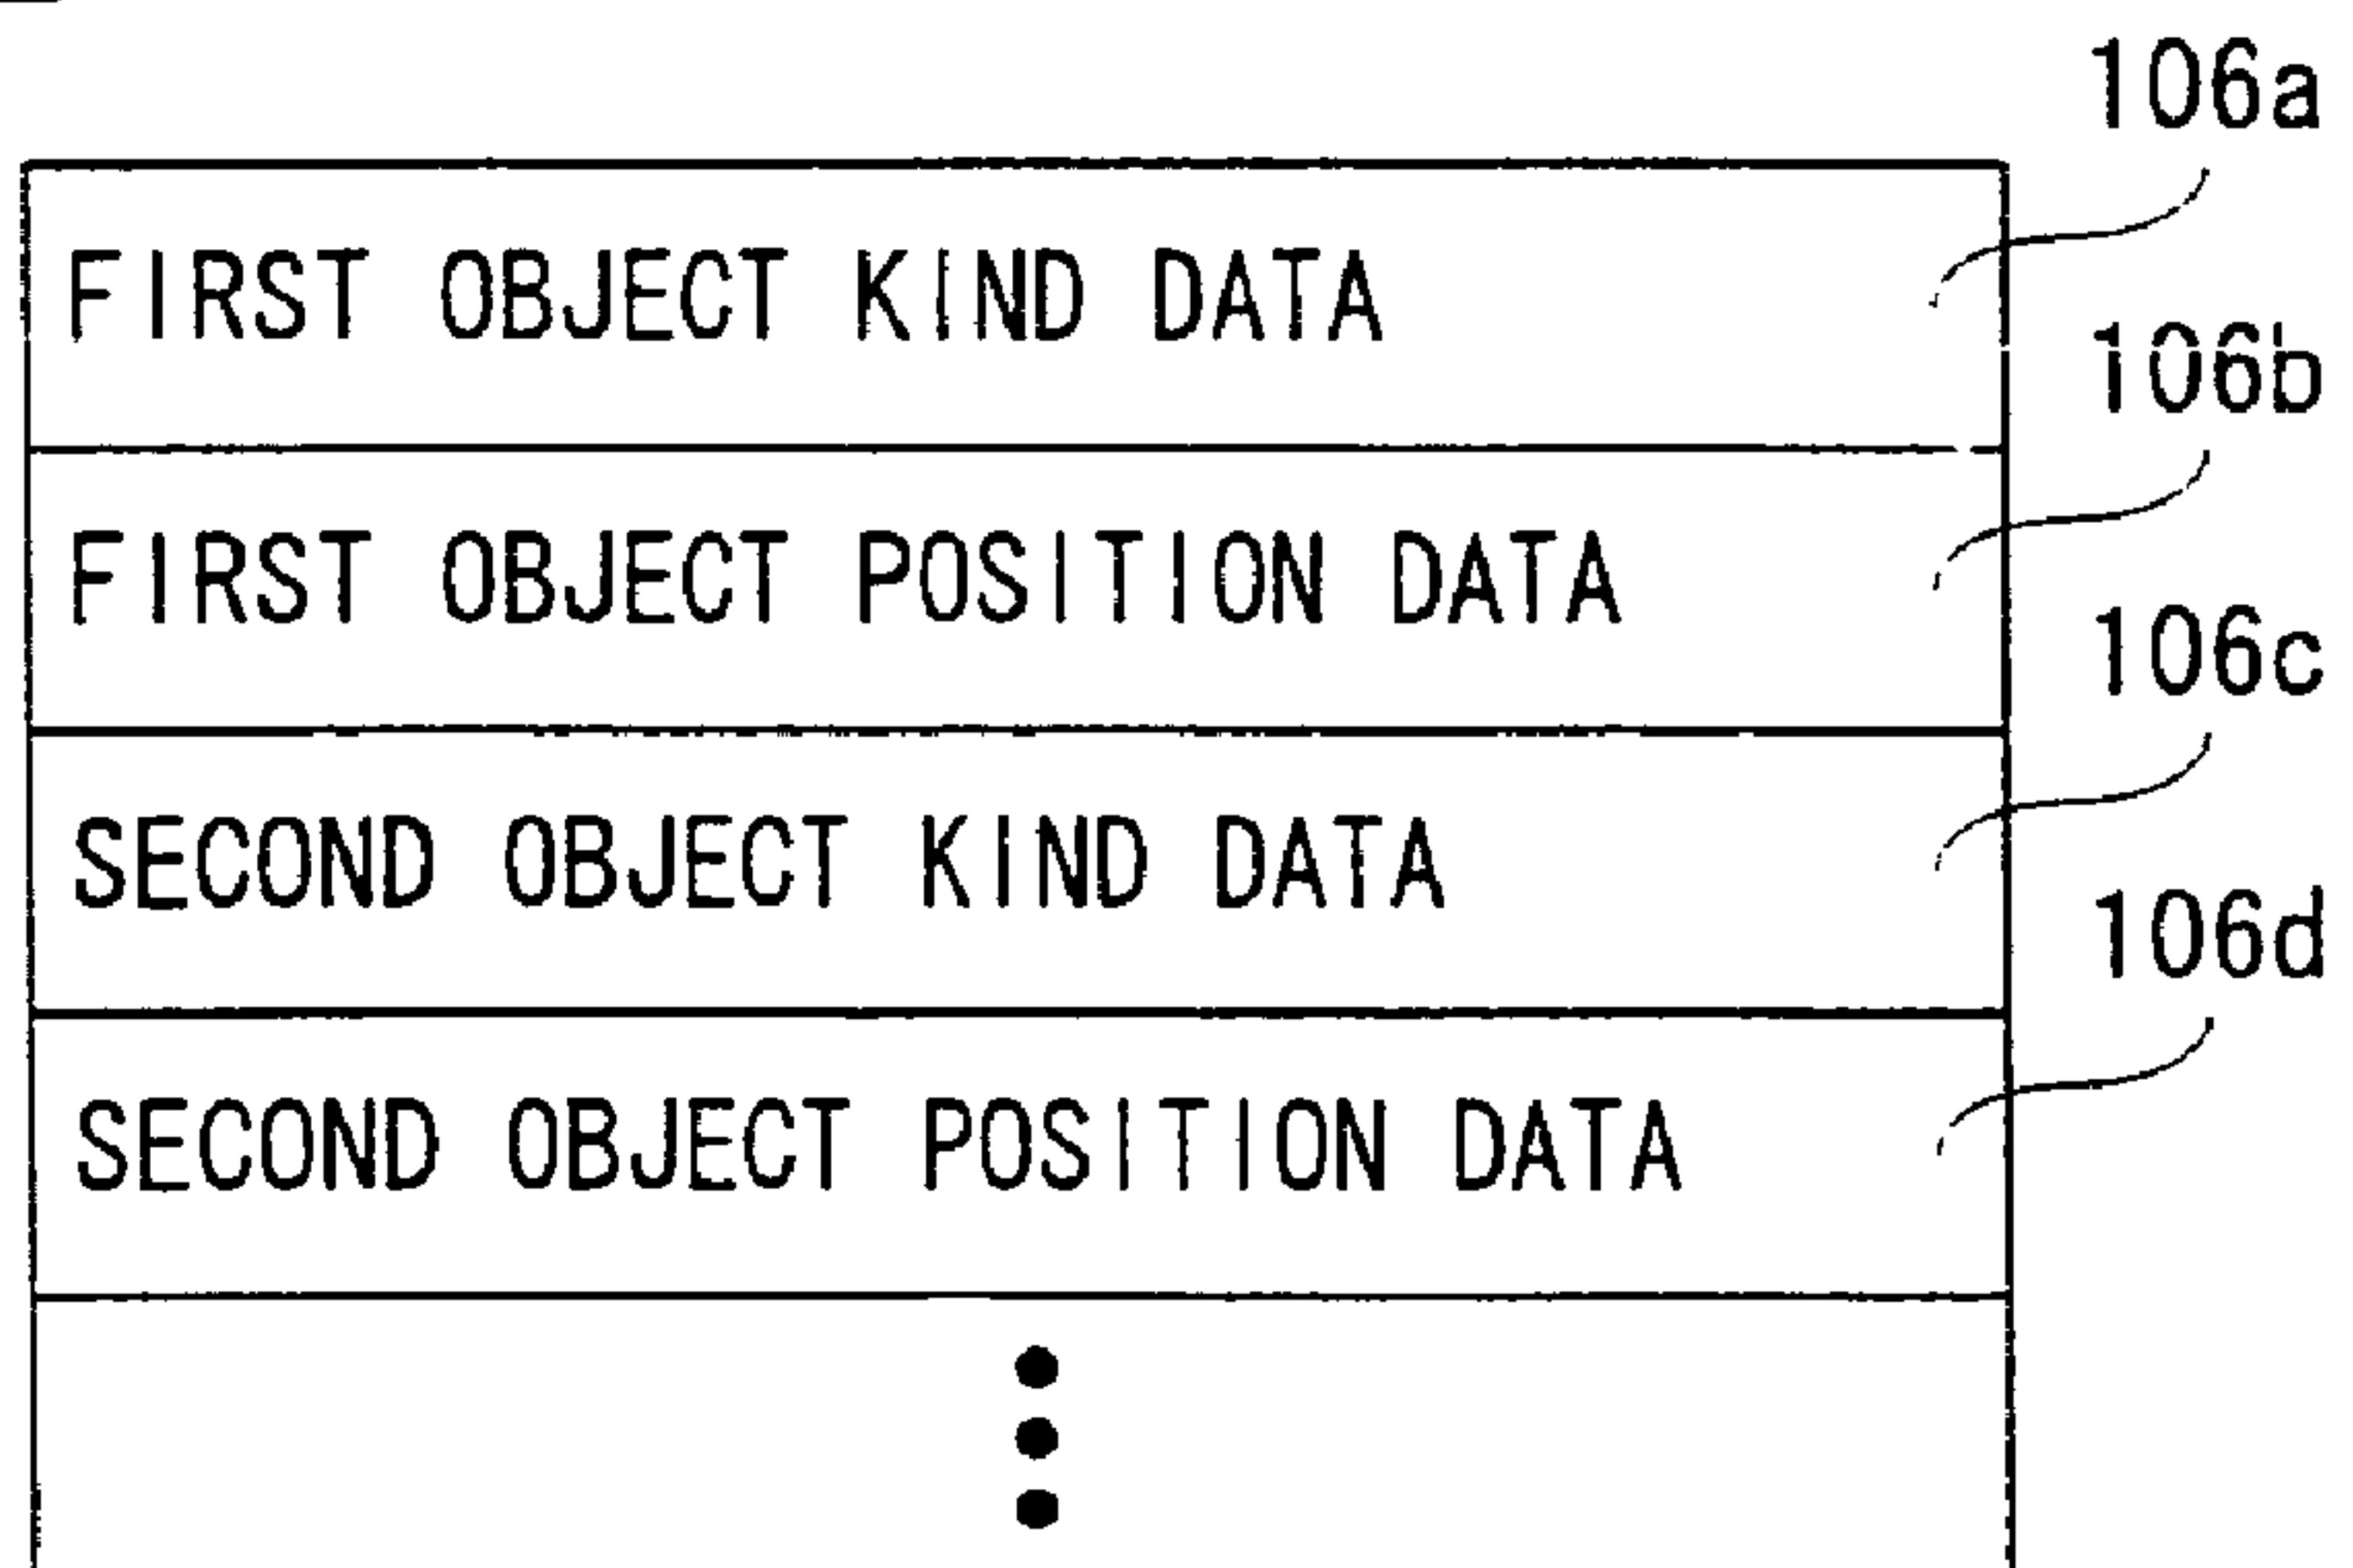 106a
FIRST OBJECT KIND DATA
106b
FIRST OBJECT POSITION DATA
106c
SECOND OBJECT KIND DATA
106d
SECOND OBJECT POSITION DATA